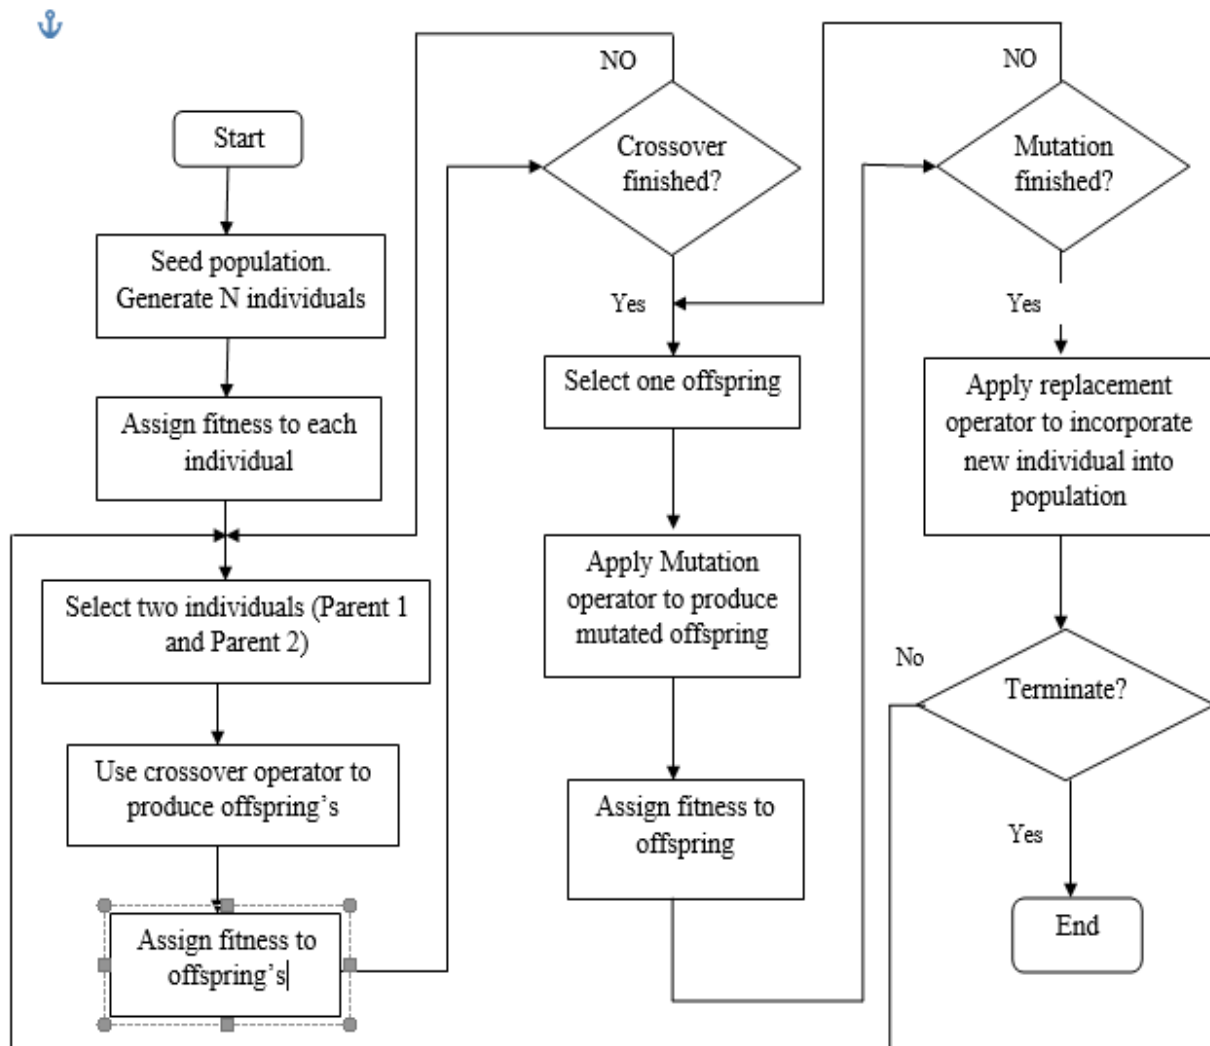 Start
Seed population.
Generate N individuals
Assign fitness to each
individual
Select two individuals (Parent 1
and Parent 2)
Use crossover operator to
produce offspring’s
Assign fitness to
offspring’s
NO
Crossover
finished?
Yes
Select one offspring
Apply Mutation
operator to produce
mutated offspring
Assign fitness to
offspring
NO
Mutation
finished?
Yes
Apply replacement
operator to incorporate
new individual into
population
No
Terminate?
Yes
End